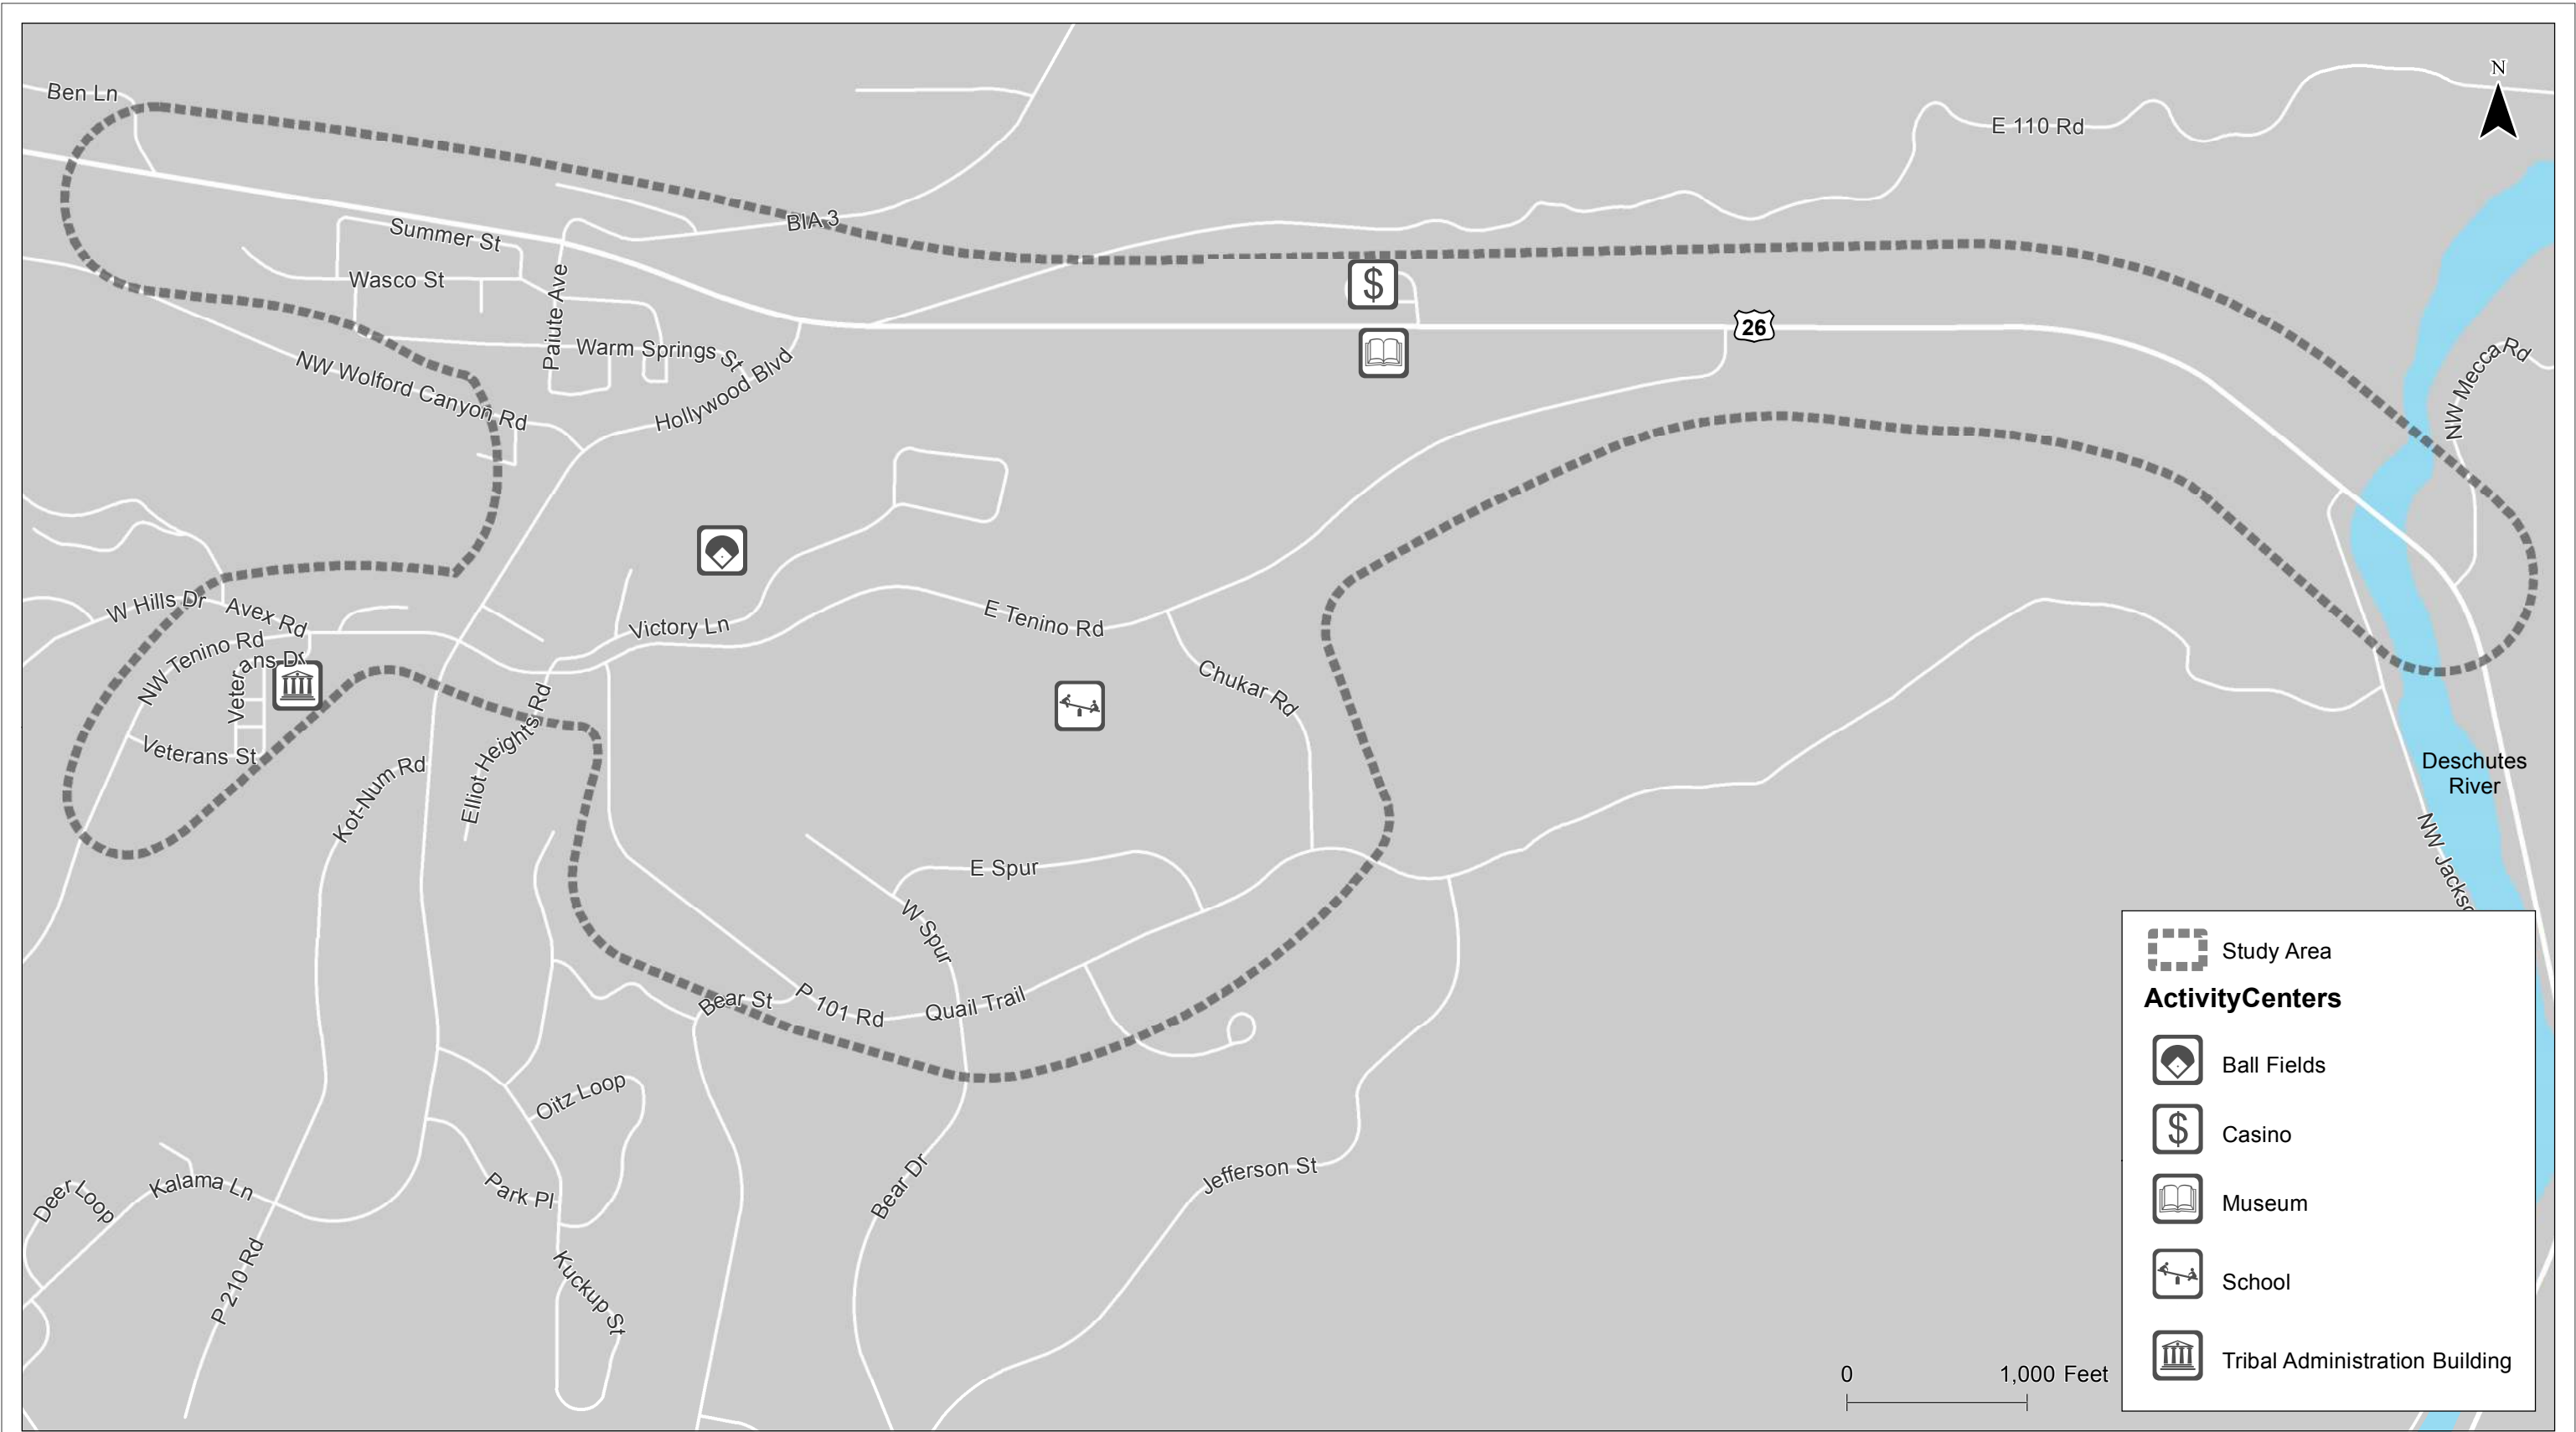 N
Ben Ln
E 110 Rd
BIA 3
Summer St
Wasco St
Paiute Ave
26
Warm Springs St
Hollywood Blvd
NW Wolford Canyon Rd
NW Mecca Rd
W Hills Dr
Avex Rd
Victory Ln
E Tenino Rd
NW Tenino Rd
Veterans Dr
Chukar Rd
Veterans St
Elliot Heights Rd
Kot-Num Rd
Deschutes
River
NW Jackso
E Spur
W Spur
Bear St
P 101 Rd
Quail Trail
Oitz Loop
Kalama Ln
Deer Loop
Park Pl
Bear Dr
Jefferson St
P 210 Rd
Kuckup St
0
1,000 Feet
Study Area
ActivityCenters
Ball Fields
$
Casino
Museum
School
Tribal Administration Building
$